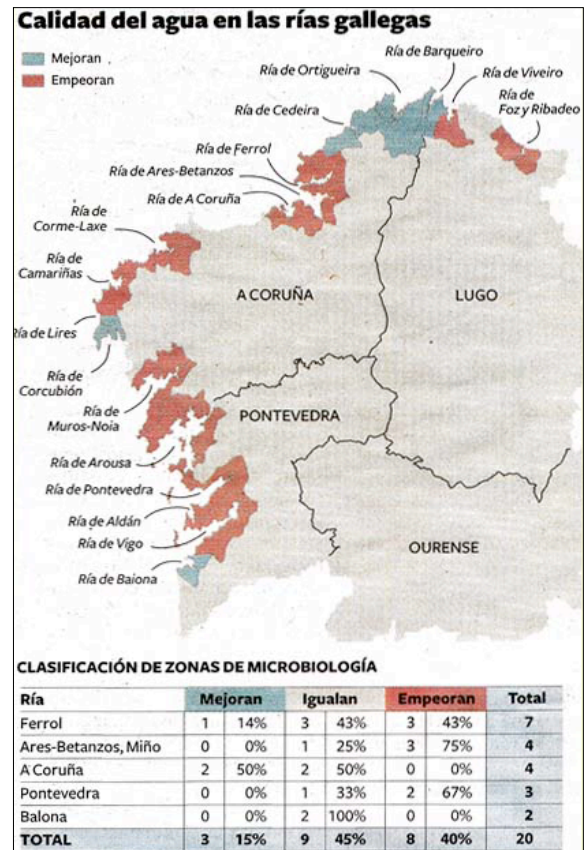 Calidad del agua en las rías gallegas
Mejoran
Empeoran
Ría de Barqueiro
Ría de Ortigueira
Ría de Viveiro
Ría de
Foz y Ribadeo
Ría de Cedeira
Ría de Ferrol
Ría de Ares-Betanzos
Ría de A Coruña
Ría de
Corme-Laxe
Ría de
Camariñas
A CORUÑA
LUGO
Ría de Lires
Ría de
Corcubión
Ría de
Muros-Noia
PONTEVEDRA
Ría de Arousa
Ría de Pontevedra
Ría de Aldán
Ría de Vigo
OURENSE
Ría de Baiona
CLASIFICACIÓN DE ZONAS DE MICROBIOLOGÍA
Ría Mejoran Igualan Empeoran Total
Ferrol 1 14% 3 43% 3 43% 7
Ares-Betanzos, Miño 0 0% 1 25% 3 75% 4
A Coruña 2 50% 2 50% 0 0% 4
Pontevedra 0 0% 1 33% 2 67% 3
Balona 0 0% 2 100% 0 0% 2
TOTAL 3 15% 9 45% 8 40% 20